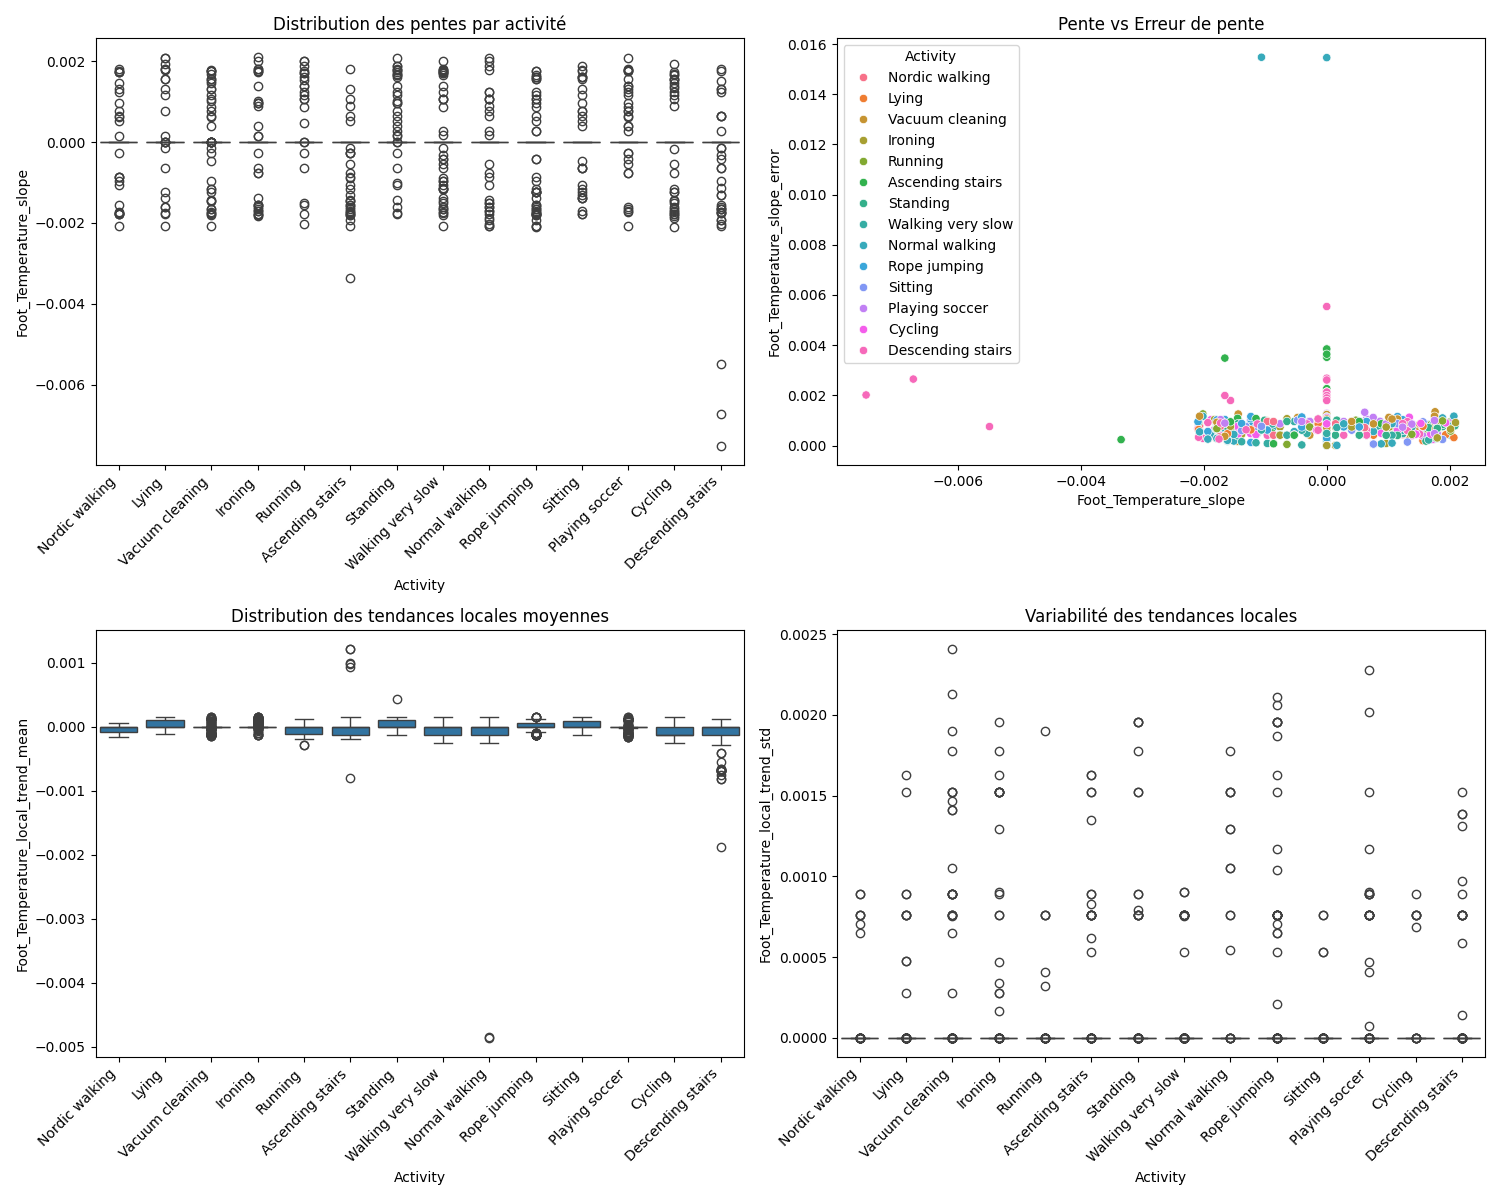 Distribution des pentes par activité
Foot_Temperature_slope
0.002
0.000
−0.002
−0.004
−0.006
Nordic walking
Lying
Vacuum cleaning
Ironing
Running
Ascending stairs
Standing
Walking very slow
Normal walking
Rope jumping
Sitting
Playing soccer
Cycling
Descending stairs
Activity
Pente vs Erreur de pente
Foot_Temperature_slope_error
0.016
0.014
0.012
0.010
0.008
0.006
0.004
0.002
0.000
Activity
Nordic walking
Lying
Vacuum cleaning
Ironing
Running
Ascending stairs
Standing
Walking very slow
Normal walking
Rope jumping
Sitting
Playing soccer
Cycling
Descending stairs
−0.006
−0.004
−0.002
0.000
0.002
Foot_Temperature_slope
Distribution des tendances locales moyennes
Foot_Temperature_local_trend_mean
0.001
0.000
−0.001
−0.002
−0.003
−0.004
−0.005
Nordic walking
Lying
Vacuum cleaning
Ironing
Running
Ascending stairs
Standing
Walking very slow
Normal walking
Rope jumping
Sitting
Playing soccer
Cycling
Descending stairs
Activity
Variabilité des tendances locales
Foot_Temperature_local_trend_std
0.0025
0.0020
0.0015
0.0010
0.0005
0.0000
Nordic walking
Lying
Vacuum cleaning
Ironing
Running
Ascending stairs
Standing
Walking very slow
Normal walking
Rope jumping
Sitting
Playing soccer
Cycling
Descending stairs
Activity